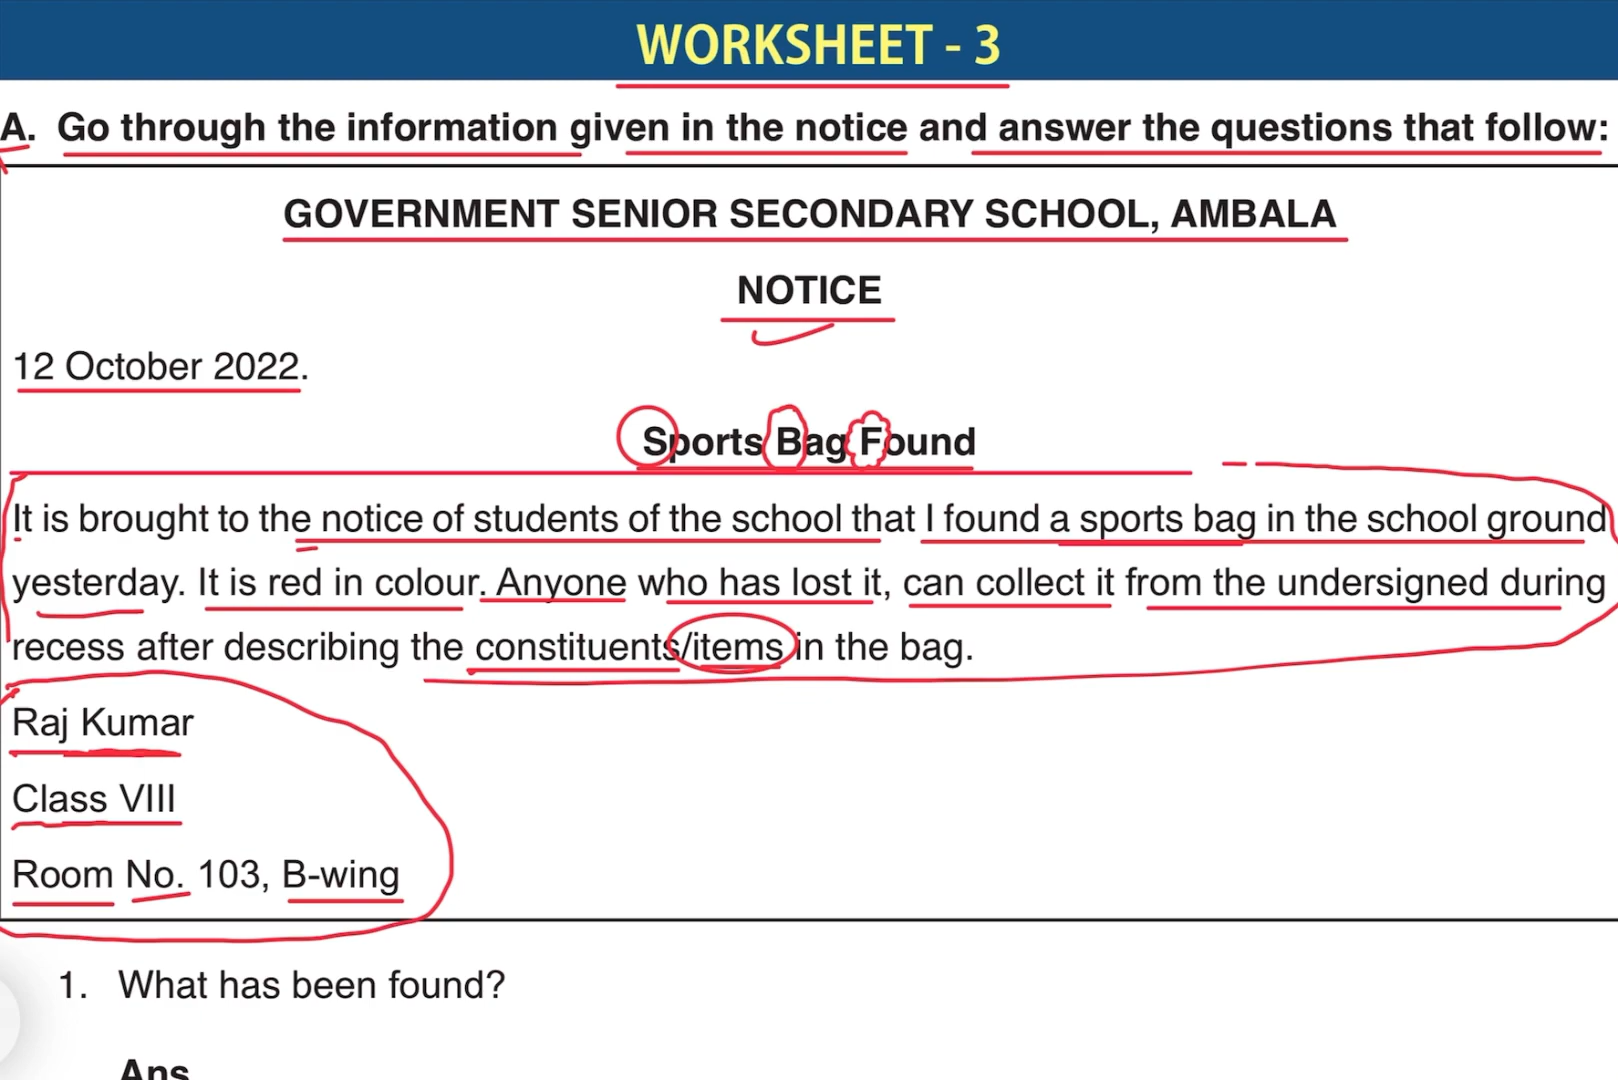 WORKSHEET - 3
A. Go through the information given in the notice and answer the questions that follow:
GOVERNMENT SENIOR SECONDARY SCHOOL, AMBALA
NOTICE
12 October 2022.
Sports Bag Found
It is brought to the notice of students of the school that I found a sports bag in the school ground
yesterday. It is red in colour. Anyone who has lost it, can collect it from the undersigned during
recess after describing the constituents/items in the bag.
Raj Kumar
Class VIII
Room No. 103, B-wing
1. What has been found?
Ans